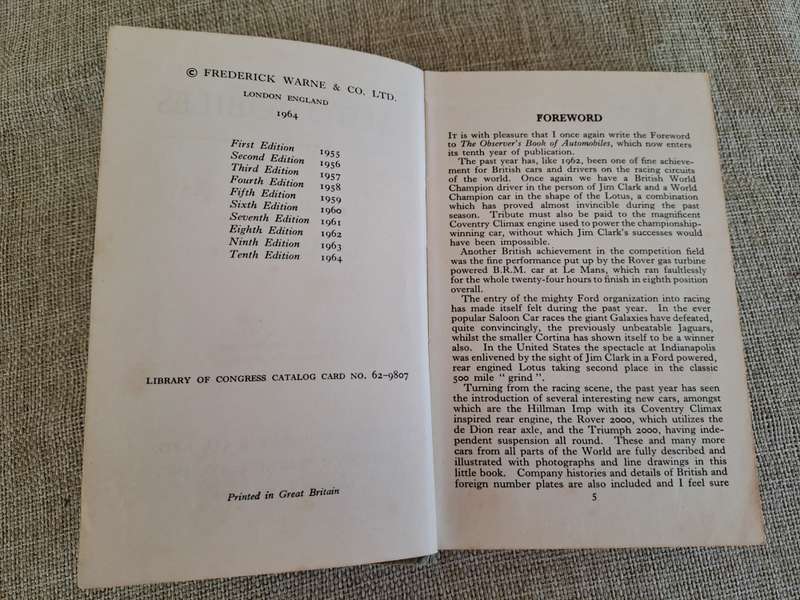 © FREDERICK WARNE & CO. LTD.
LONDON ENGLAND
1964
First Edition 1955
Second Edition 1956
Third Edition 1957
Fourth Edition 1958
Fifth Edition 1959
Sixth Edition 1960
Seventh Edition 1961
Eighth Edition 1962
Ninth Edition 1963
Tenth Edition 1964
LIBRARY OF CONGRESS CATALOG CARD NO. 62-9807
Printed in Great Britain
FOREWORD
IT is with pleasure that I once again write the Foreword
to The Observer's Book of Automobiles, which now enters
its tenth year of publication.
The past year has, like 1962, been one of fine achieve-
ment for British cars and drivers on the racing circuits
of the world. Once again we have a British World
Champion driver in the person of Jim Clark and a World
Champion car in the shape of the Lotus, a combination
which has proved almost invincible during the past
season. Tribute must also be paid to the magnificent
Coventry Climax engine used to power the championship-
winning car, without which Jim Clark's successes would
have been impossible.
Another British achievement in the competition field
was the fine performance put up by the Rover gas turbine
powered B.R.M. car at Le Mans, which ran faultlessly
for the whole twenty-four hours to finish in eighth position
overall.
The entry of the mighty Ford organization into racing
has made itself felt during the past year. In the ever
popular Saloon Car races the giant Galaxies have defeated,
quite convincingly, the previously unbeatable Jaguars,
whilst the smaller Cortina has shown itself to be a winner
also. In the United States the spectacle at Indianapolis
was enlivened by the sight of Jim Clark in a Ford powered,
rear engined Lotus taking second place in the classic
500 mile " grind ".
Turning from the racing scene, the past year has seen
the introduction of several interesting new cars, amongst
which are the Hillman Imp with its Coventry Climax
inspired rear engine, the Rover 2000, which utilizes the
de Dion rear axle, and the Triumph 2000, having inde-
pendent suspension all round. These and many more
cars from all parts of the World are fully described and
illustrated with photographs and line drawings in this
little book. Company histories and details of British and
foreign number plates are also included and I feel sure
5